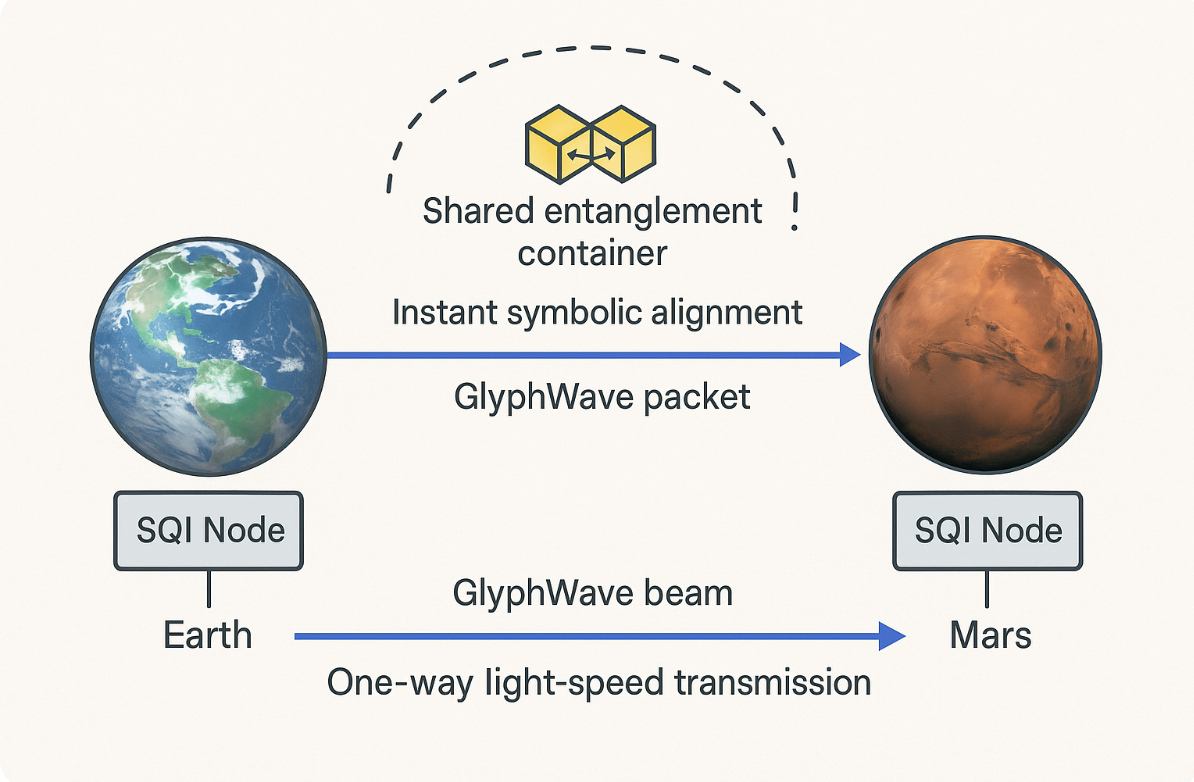 Shared entanglement
container
Instant symbolic alignment
GlyphWave packet
SQI Node
SQI Node
GlyphWave beam
Earth
Mars
One-way light-speed transmission